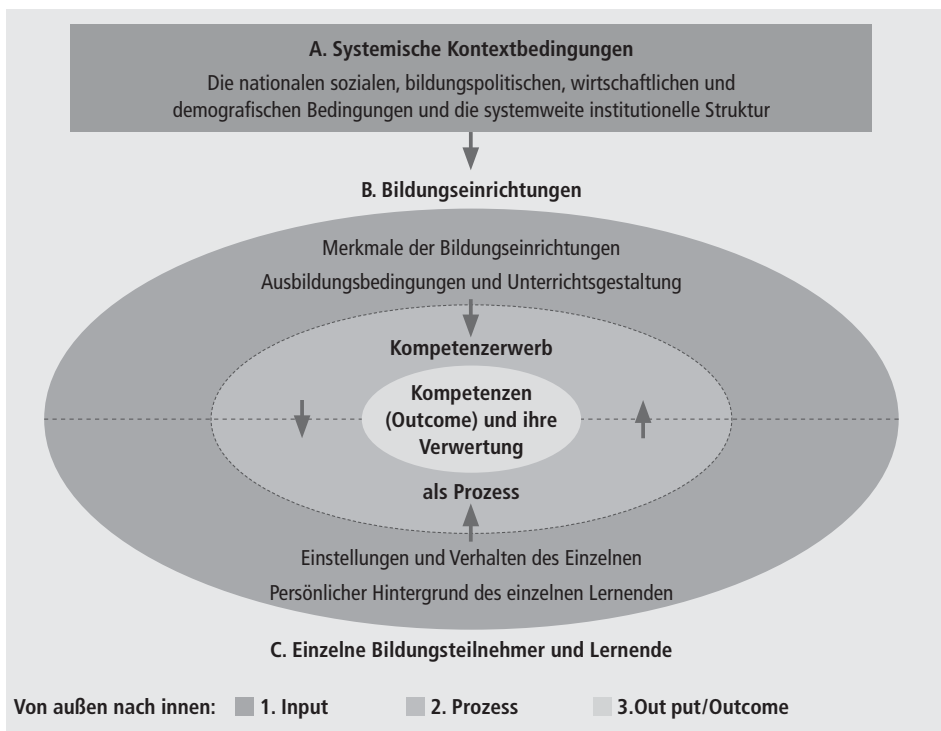 A. Systemische Kontextbedingungen
Die nationalen sozialen, bildungspolitischen, wirtschaftlichen und
demografischen Bedingungen und die systemweite institutionelle Struktur
B. Bildungseinrichtungen
Merkmale der Bildungseinrichtungen
Ausbildungsbedingungen und Unterrichtsgestaltung
Kompetenzerwerb
Kompetenzen
(Outcome) und ihre
Verwertung
als Prozess
Einstellungen und Verhalten des Einzelnen
Persönlicher Hintergrund des einzelnen Lernenden
C. Einzelne Bildungsteilnehmer und Lernende
Von außen nach innen: 1. Input 2. Prozess 3.Out put/Outcome